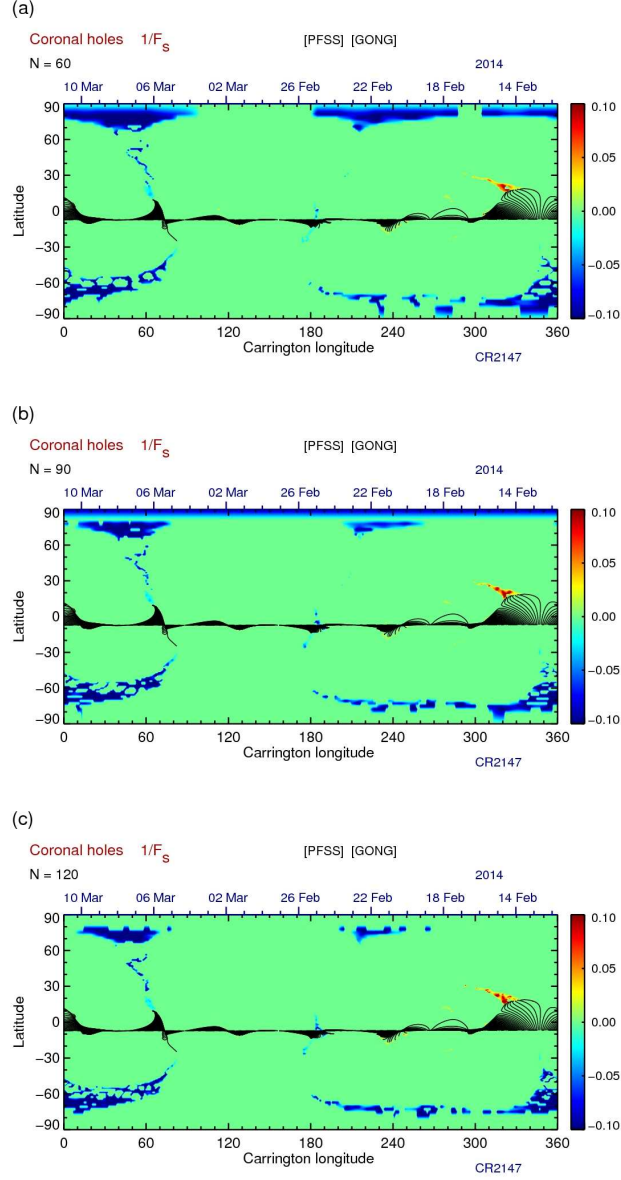 (a)
Coronal holes 1/Fs [PFSS] [GONG]
N = 60 2014
10 Mar 06 Mar 02 Mar 26 Feb 22 Feb 18 Feb 14 Feb
90
60
30
0
−30
−60
−90
Latitude
0 60 120 180 240 300 360
Carrington longitude
CR2147
0.10
0.05
0.00
−0.05
−0.10
(b)
Coronal holes 1/Fs [PFSS] [GONG]
N = 90 2014
10 Mar 06 Mar 02 Mar 26 Feb 22 Feb 18 Feb 14 Feb
90
60
30
0
−30
−60
−90
Latitude
0 60 120 180 240 300 360
Carrington longitude
CR2147
0.10
0.05
0.00
−0.05
−0.10
(c)
Coronal holes 1/Fs [PFSS] [GONG]
N = 120 2014
10 Mar 06 Mar 02 Mar 26 Feb 22 Feb 18 Feb 14 Feb
90
60
30
0
−30
−60
−90
Latitude
0 60 120 180 240 300 360
Carrington longitude
CR2147
0.10
0.05
0.00
−0.05
−0.10